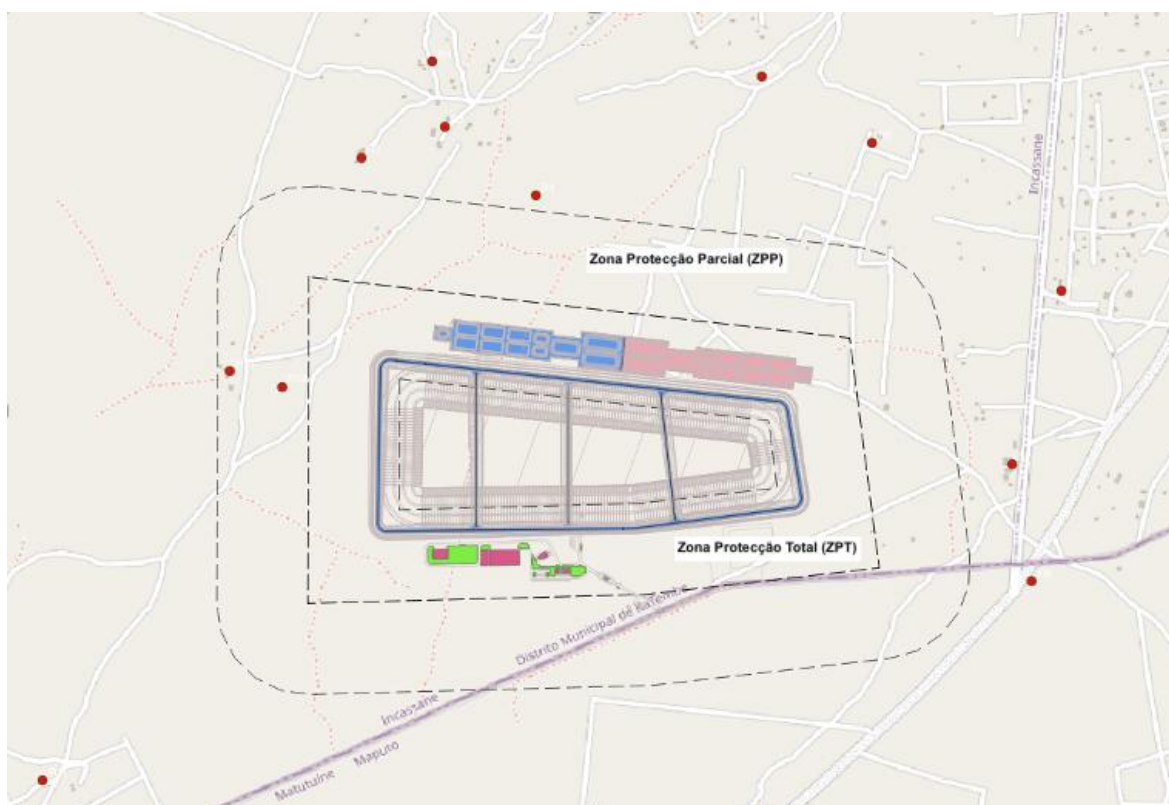 Incassane
Zona Protecção Parcial (ZPP)
Zona Protecção Total (ZPT)
Distrito Municipal de KaTembe
Incassane
Matutuíne Maputo